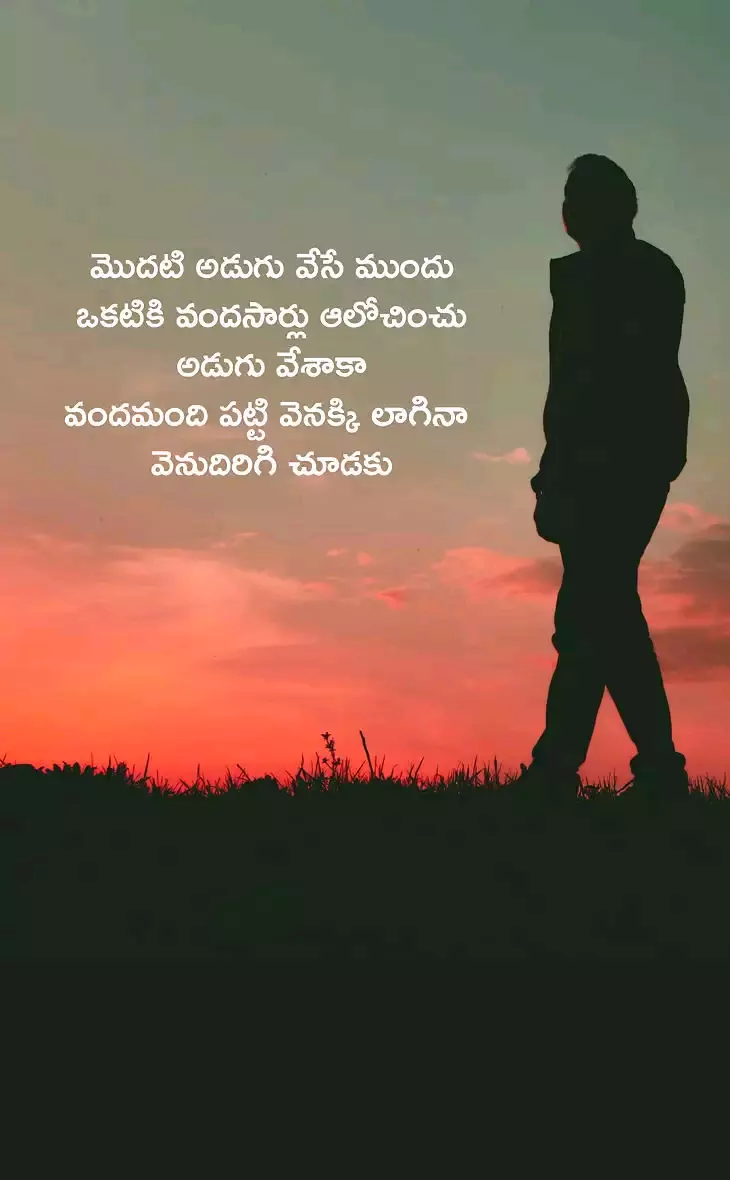 మొదటి అడుగు వేసే ముందు
ఒకటికి వందసార్లు ఆలోచించు
అడుగు వేశాకా
వందమంది పట్టి వెనక్కి లాగినా
వెనుదిరిగి చూడకు